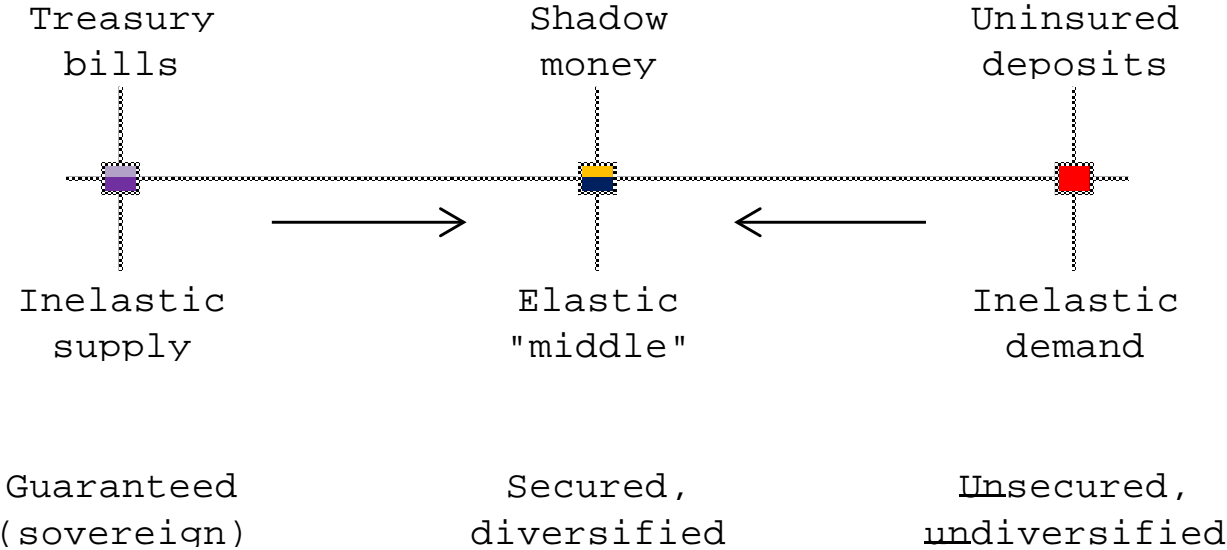 Treasury
bills
Shadow
money
Uninsured
deposits
Inelastic
supply
Elastic
"middle"
Inelastic
demand
Guaranteed
(sovereign)
Secured,
diversified
Unsecured,
undiversified